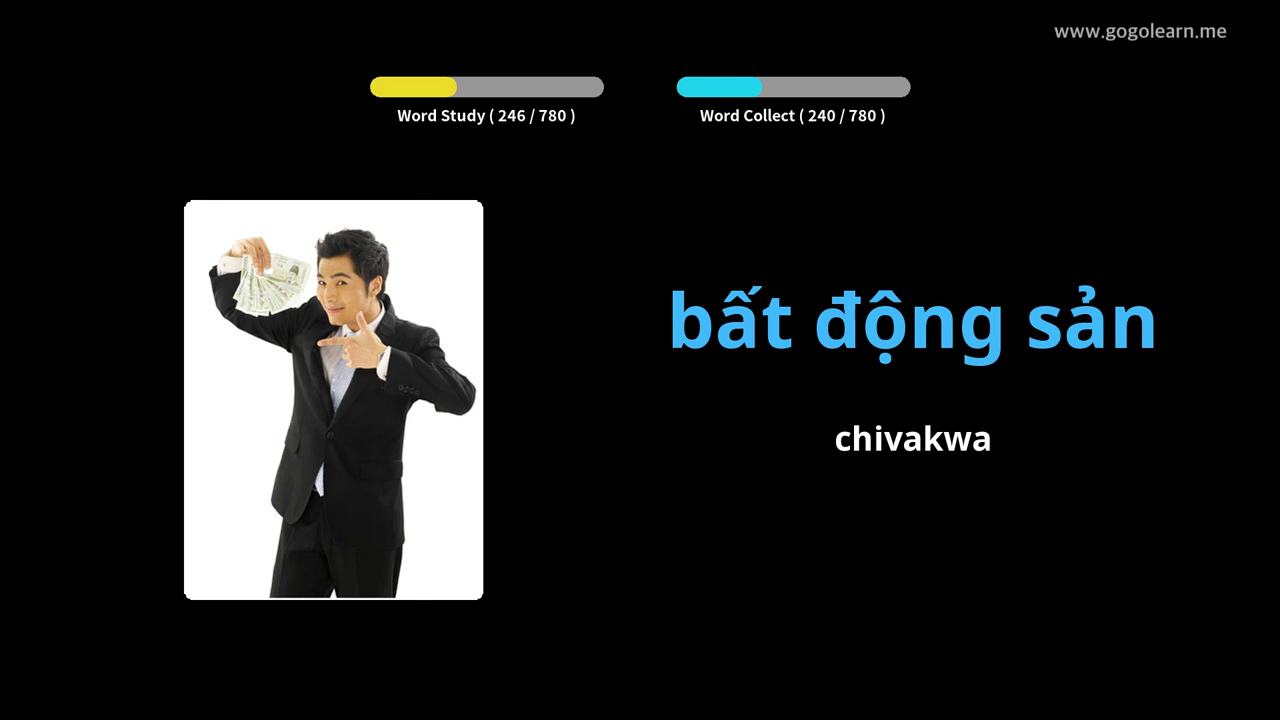 www.gogolearn.me
Word Study ( 246 / 780 )
Word Collect ( 240 / 780 )
bất động sản
chivakwa